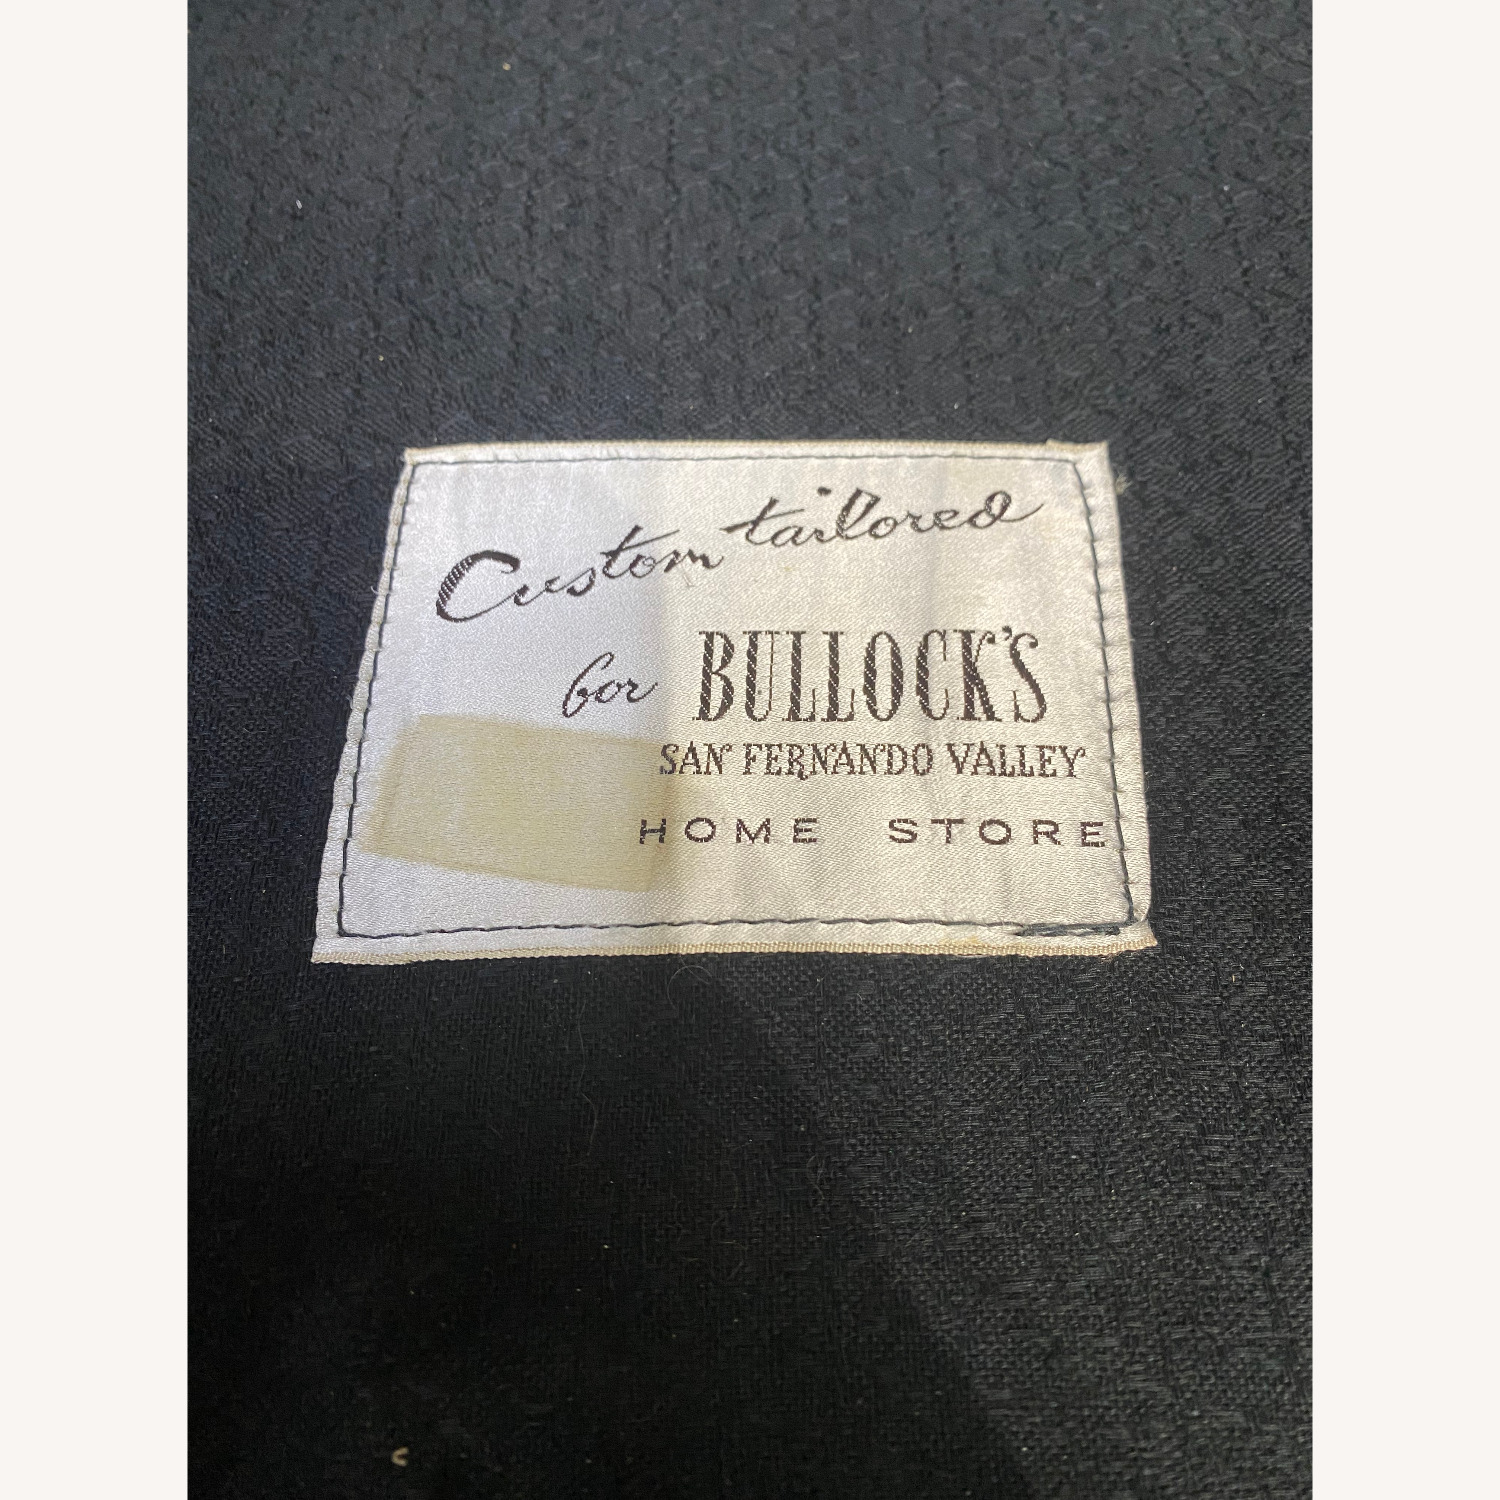 Custom tailored
for BULLOCK'S
SAN FERNANDO VALLEY
HOME STORE